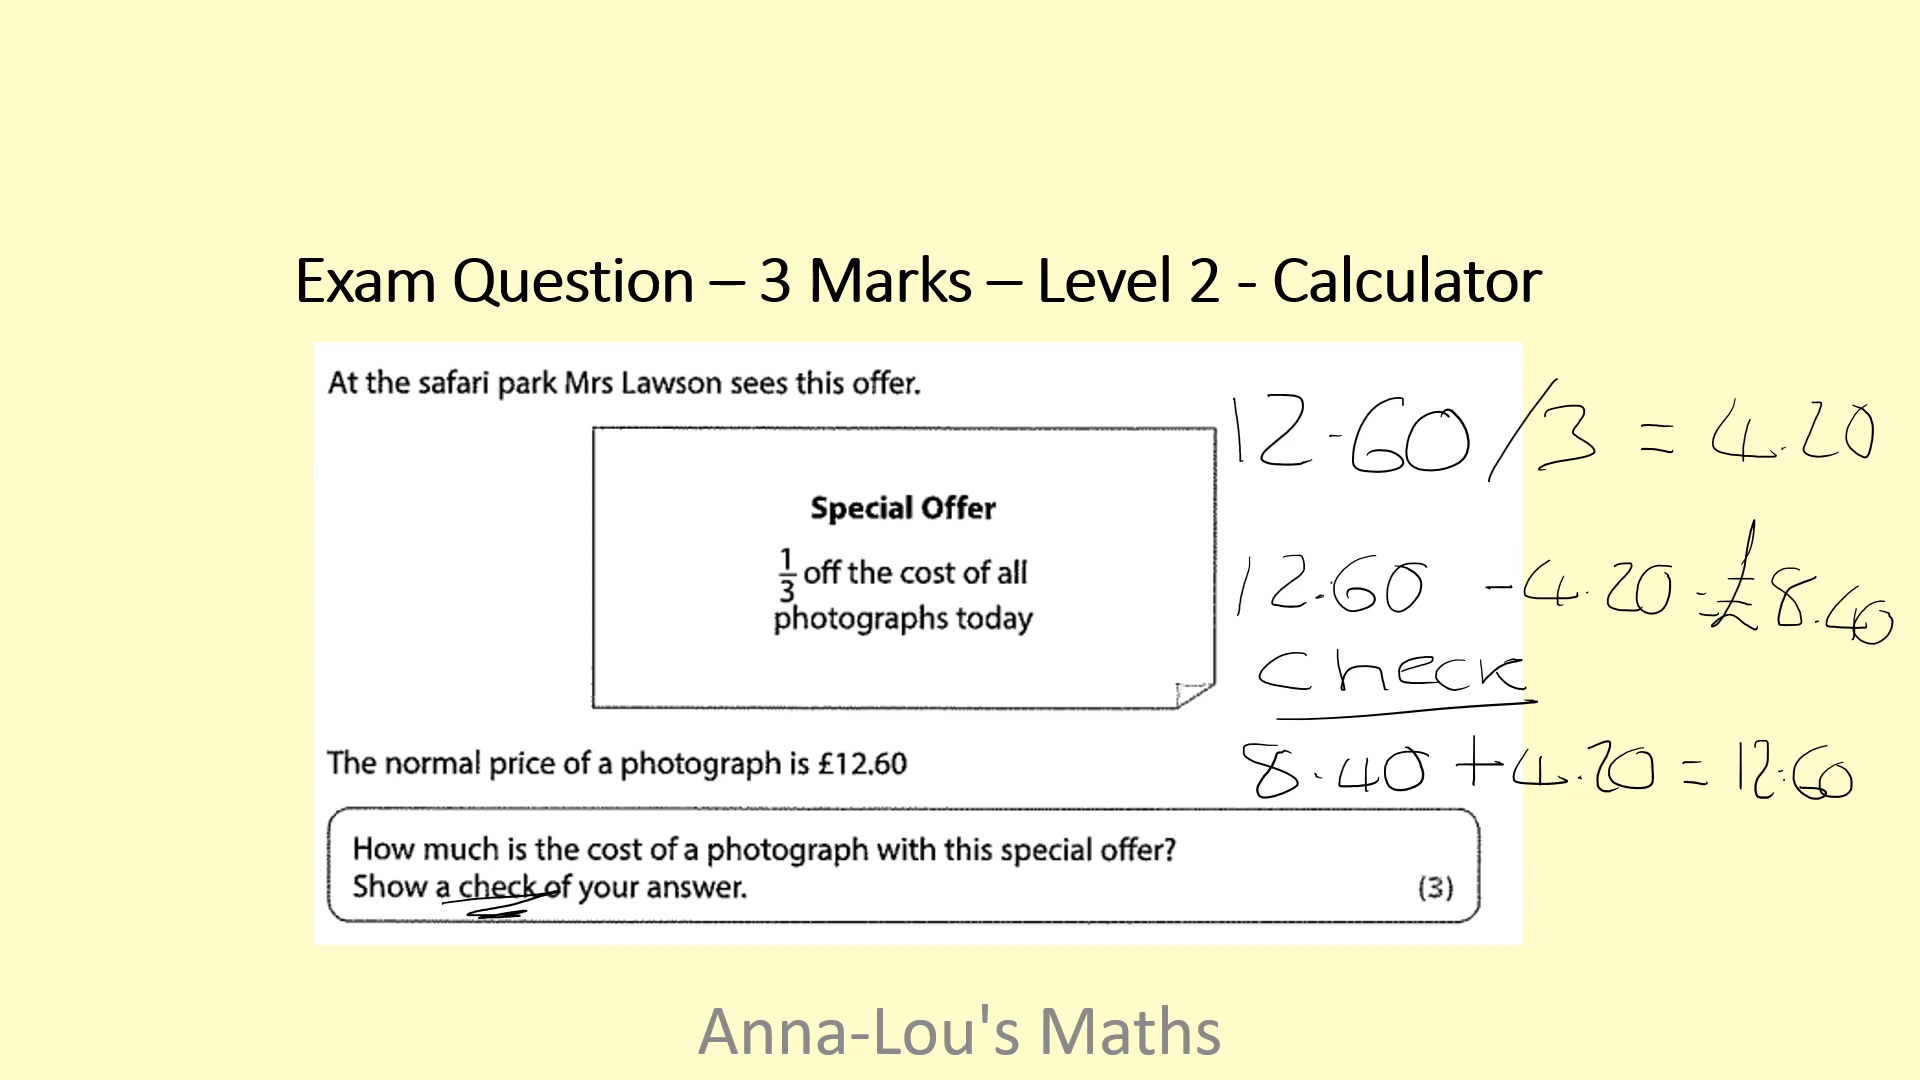 Exam Question – 3 Marks – Level 2 - Calculator
At the safari park Mrs Lawson sees this offer.
Special Offer
1/3 off the cost of all
photographs today
The normal price of a photograph is £12.60
How much is the cost of a photograph with this special offer?
Show a check of your answer.
(3)
12.60 / 3 = 4.20
12.60 - 4.20 = £8.40
check
8.40 + 4.20 = 12.60
Anna-Lou's Maths